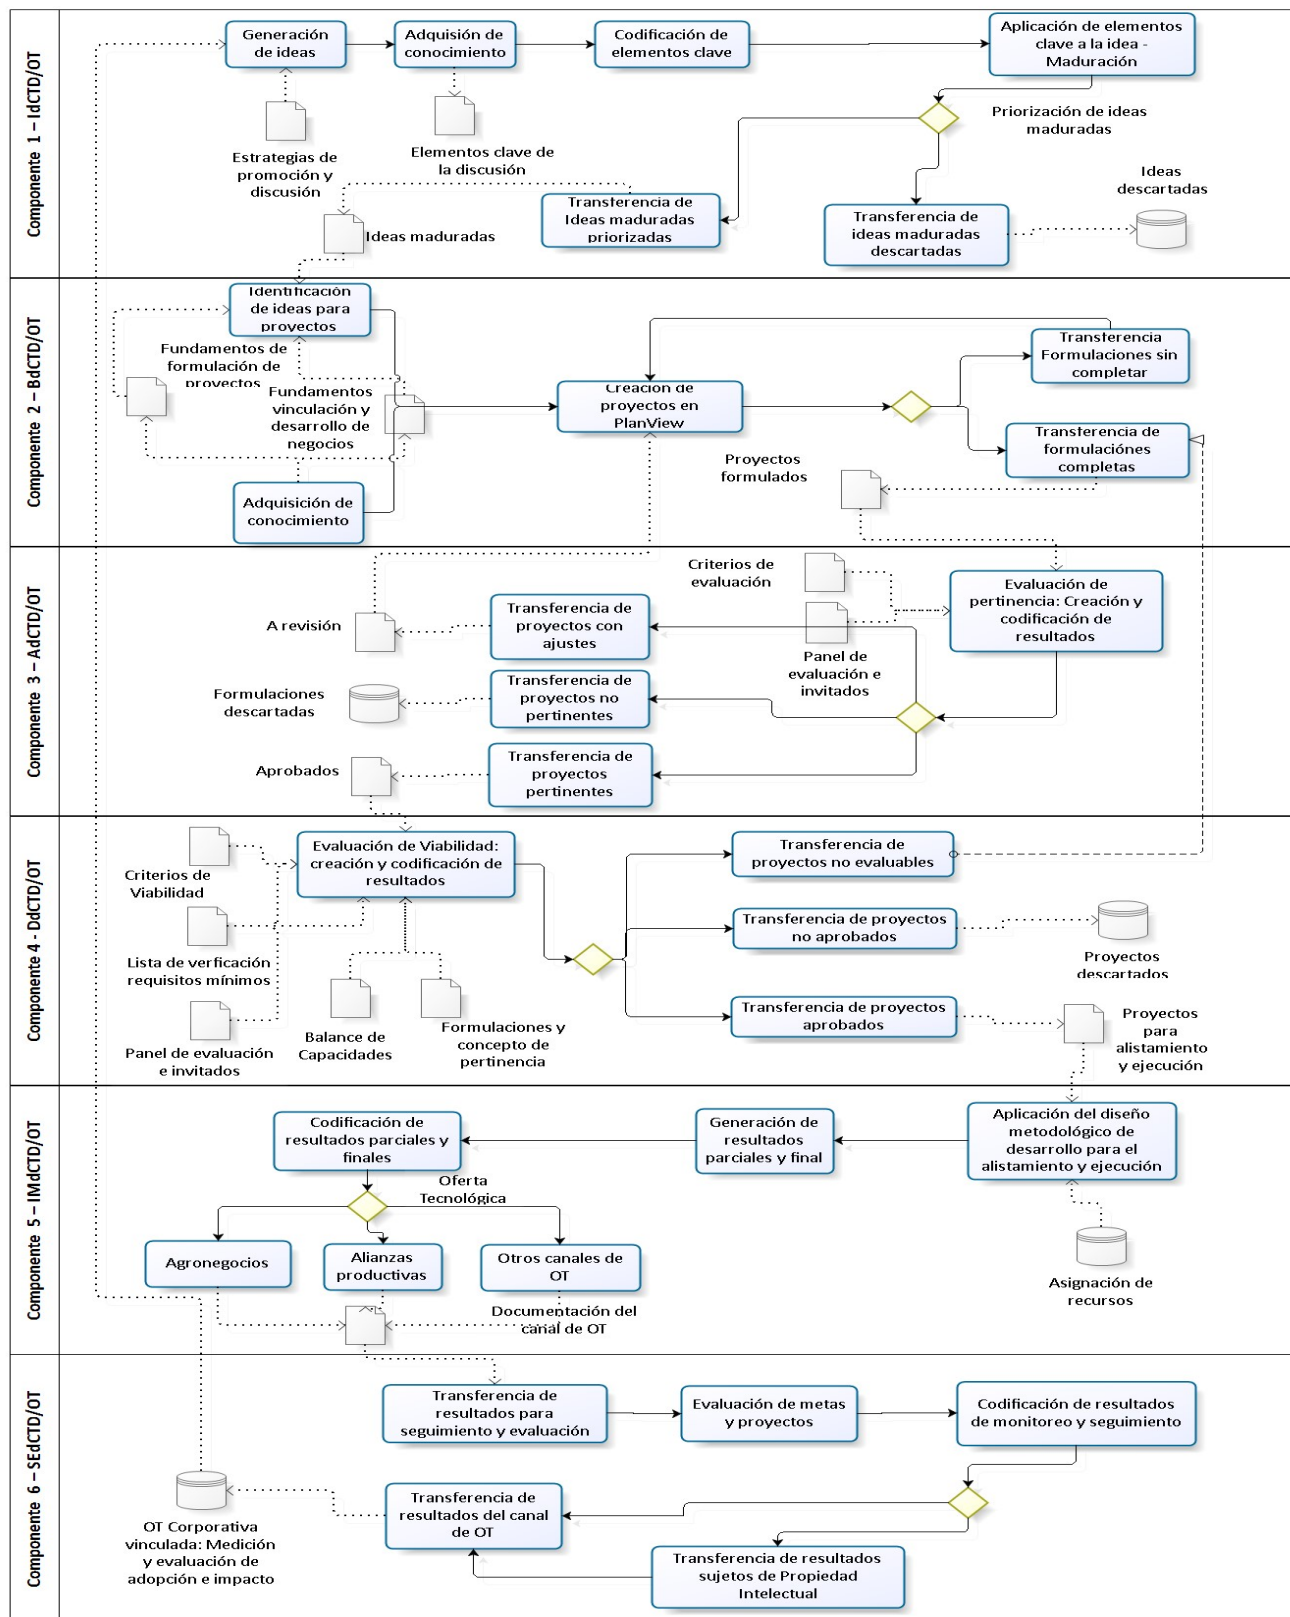 Componente 1 – IdCTD/OT
Generación
de ideas
Adquisión de
conocimiento
Codificación de
elementos clave
Aplicación de elementos
clave a la idea -
Maduración
Priorización de ideas
maduradas
Estrategias de
promoción y
discusión
Elementos clave de
la discusión
Ideas
descartadas
Transferencia de
Ideas maduradas
priorizadas
Transferencia de
ideas maduradas
descartadas
Ideas maduradas
Componente 2 – BdCTD/OT
Identificación
de ideas para
proyectos
Fundamentos de
formulación de
proyectos
Fundamentos
vinculación y
desarrollo de
negocios
Creación de
proyectos en
PlanView
Transferencia
Formulaciones sin
completar
Transferencia de
formulaciónes
completas
Proyectos
formulados
Adquisición de
conocimiento
Componente 3 – AdCTD/OT
Criterios de
evaluación
Evaluación de
pertinencia: Creación y
codificación de
resultados
Transferencia de
proyectos con
ajustes
A revisión
Panel de
evaluación e
invitados
Formulaciones
descartadas
Transferencia de
proyectos no
pertinentes
Aprobados
Transferencia de
proyectos
pertinentes
Componente 4 - DdCTD/OT
Criterios de
Viabilidad
Evaluación de Viabilidad:
creación y codificación de
resultados
Transferencia de
proyectos no evaluables
Lista de verficación
requisitos mínimos
Transferencia de proyectos
no aprobados
Proyectos
descartados
Panel de evaluación
e invitados
Balance de
Capacidades
Formulaciones y
concepto de
pertinencia
Transferencia de proyectos
aprobados
Proyectos
para
alistamiento
y ejecución
Componente 5 – IMdCTD/OT
Codificación de
resultados parciales y
finales
Generación de
resultados
parciales y final
Aplicación del diseño
metodológico de
desarrollo para el
alistamiento y ejecución
Oferta
Tecnológica
Agronegocios
Alianzas
productivas
Otros canales de
OT
Asignación de
recursos
Documentación del
canal de OT
Componente 6 – SEdCTD/OT
Transferencia de
resultados para
seguimiento y evaluación
Evaluación de metas
y proyectos
Codificación de resultados
de monitoreo y seguimiento
Transferencia de
resultados del canal
de OT
OT Corporativa
vinculada: Medición
y evaluación de
adopción e impacto
Transferencia de resultados
sujetos de Propiedad
Intelectual